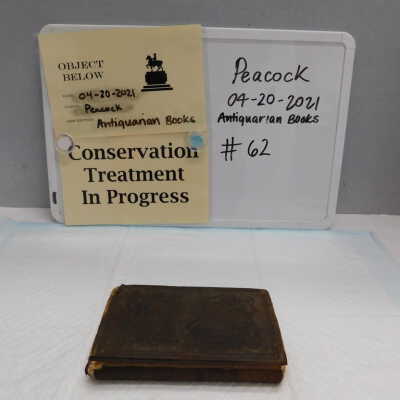 OBJECT
BELOW
04-20-2021
Peacock
Antiquarian Books
Conservation
Treatment
In Progress
Peacock
04-20-2021
Antiquarian Books
#62